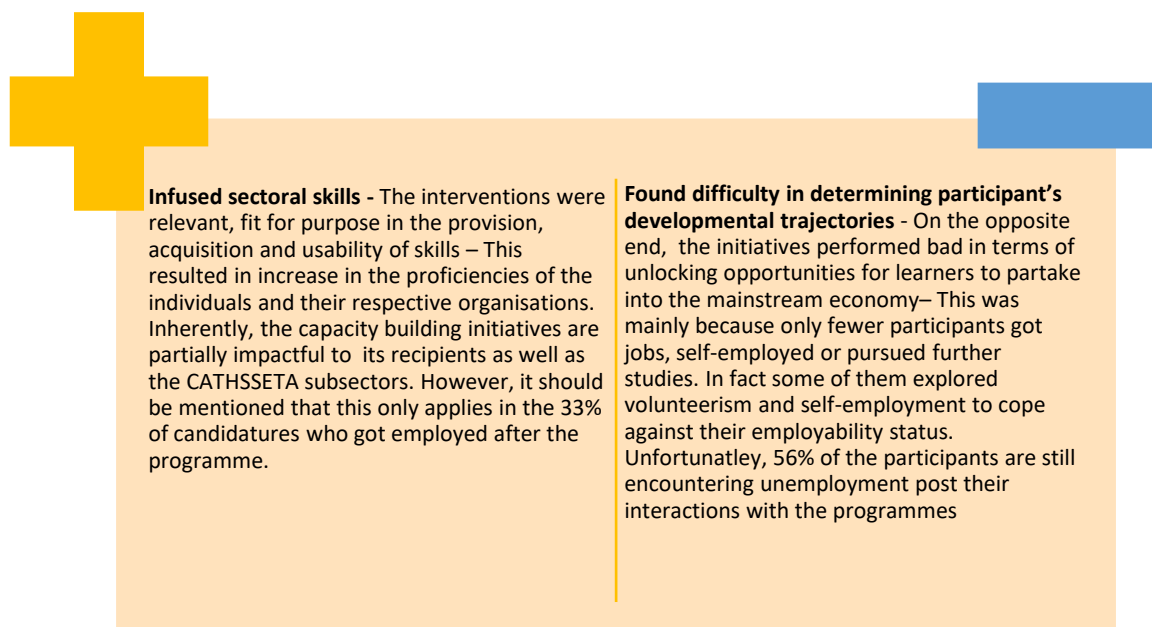 Infused sectoral skills - The interventions were
relevant, fit for purpose in the provision,
acquisition and usability of skills – This
resulted in increase in the proficiencies of the
individuals and their respective organisations.
Inherently, the capacity building initiatives are
partially impactful to  its recipients as well as
the CATHSSETA subsectors. However, it should
be mentioned that this only applies in the 33%
of candidatures who got employed after the
programme.
Found difficulty in determining participant’s
developmental trajectories - On the opposite
end,  the initiatives performed bad in terms of
unlocking opportunities for learners to partake
into the mainstream economy– This was
mainly because only fewer participants got
jobs, self-employed or pursued further
studies. In fact some of them explored
volunteerism and self-employment to cope
against their employability status.
Unfortunatley, 56% of the participants are still
encountering unemployment post their
interactions with the programmes